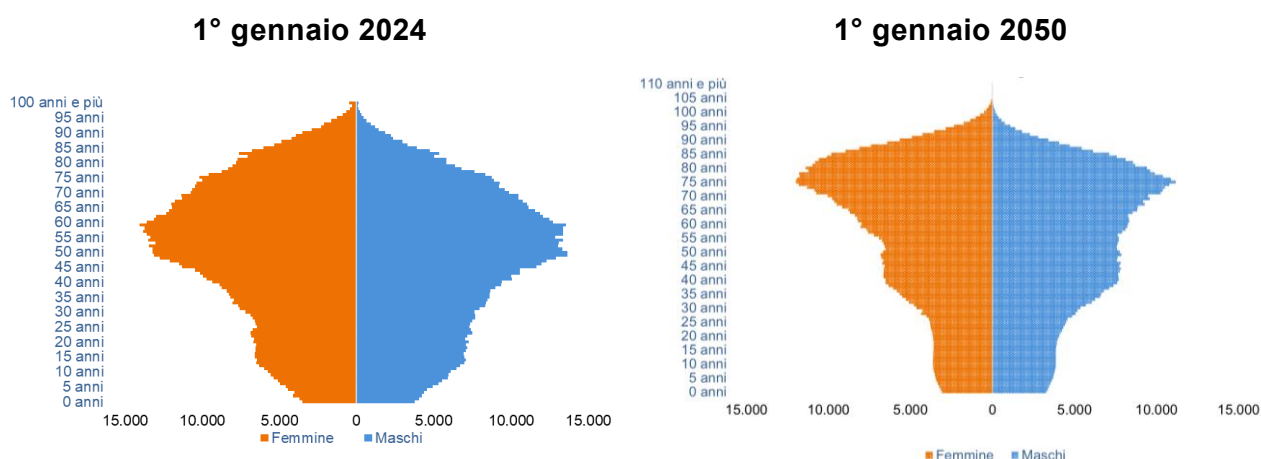 1° gennaio 2024
100 anni e più
95 anni
90 anni
85 anni
80 anni
75 anni
70 anni
65 anni
60 anni
55 anni
50 anni
45 anni
40 anni
35 anni
30 anni
25 anni
20 anni
15 anni
10 anni
5 anni
0 anni
15.000 10.000 5.000 0 5.000 10.000 15.000
Femmine Maschi
1° gennaio 2050
110 anni e più
105 anni
100 anni
95 anni
90 anni
85 anni
80 anni
75 anni
70 anni
65 anni
60 anni
55 anni
50 anni
45 anni
40 anni
35 anni
30 anni
25 anni
20 anni
15 anni
10 anni
5 anni
0 anni
15.000 10.000 5.000 0 5.000 10.000 15.000
Femmine Maschi